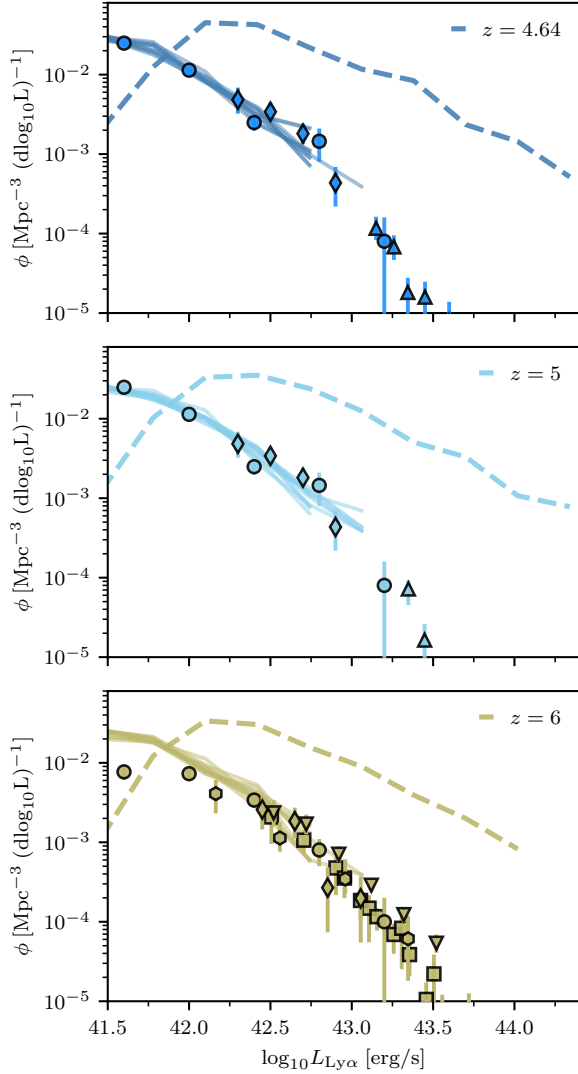 z = 4.64
10⁻²
10⁻³
10⁻⁴
10⁻⁵
ϕ [Mpc⁻³ (dlog₁₀L)⁻¹]
z = 5
10⁻²
10⁻³
10⁻⁴
10⁻⁵
ϕ [Mpc⁻³ (dlog₁₀L)⁻¹]
z = 6
10⁻²
10⁻³
10⁻⁴
10⁻⁵
ϕ [Mpc⁻³ (dlog₁₀L)⁻¹]
41.5 42.0 42.5 43.0 43.5 44.0
log₁₀ L_Lyα [erg/s]